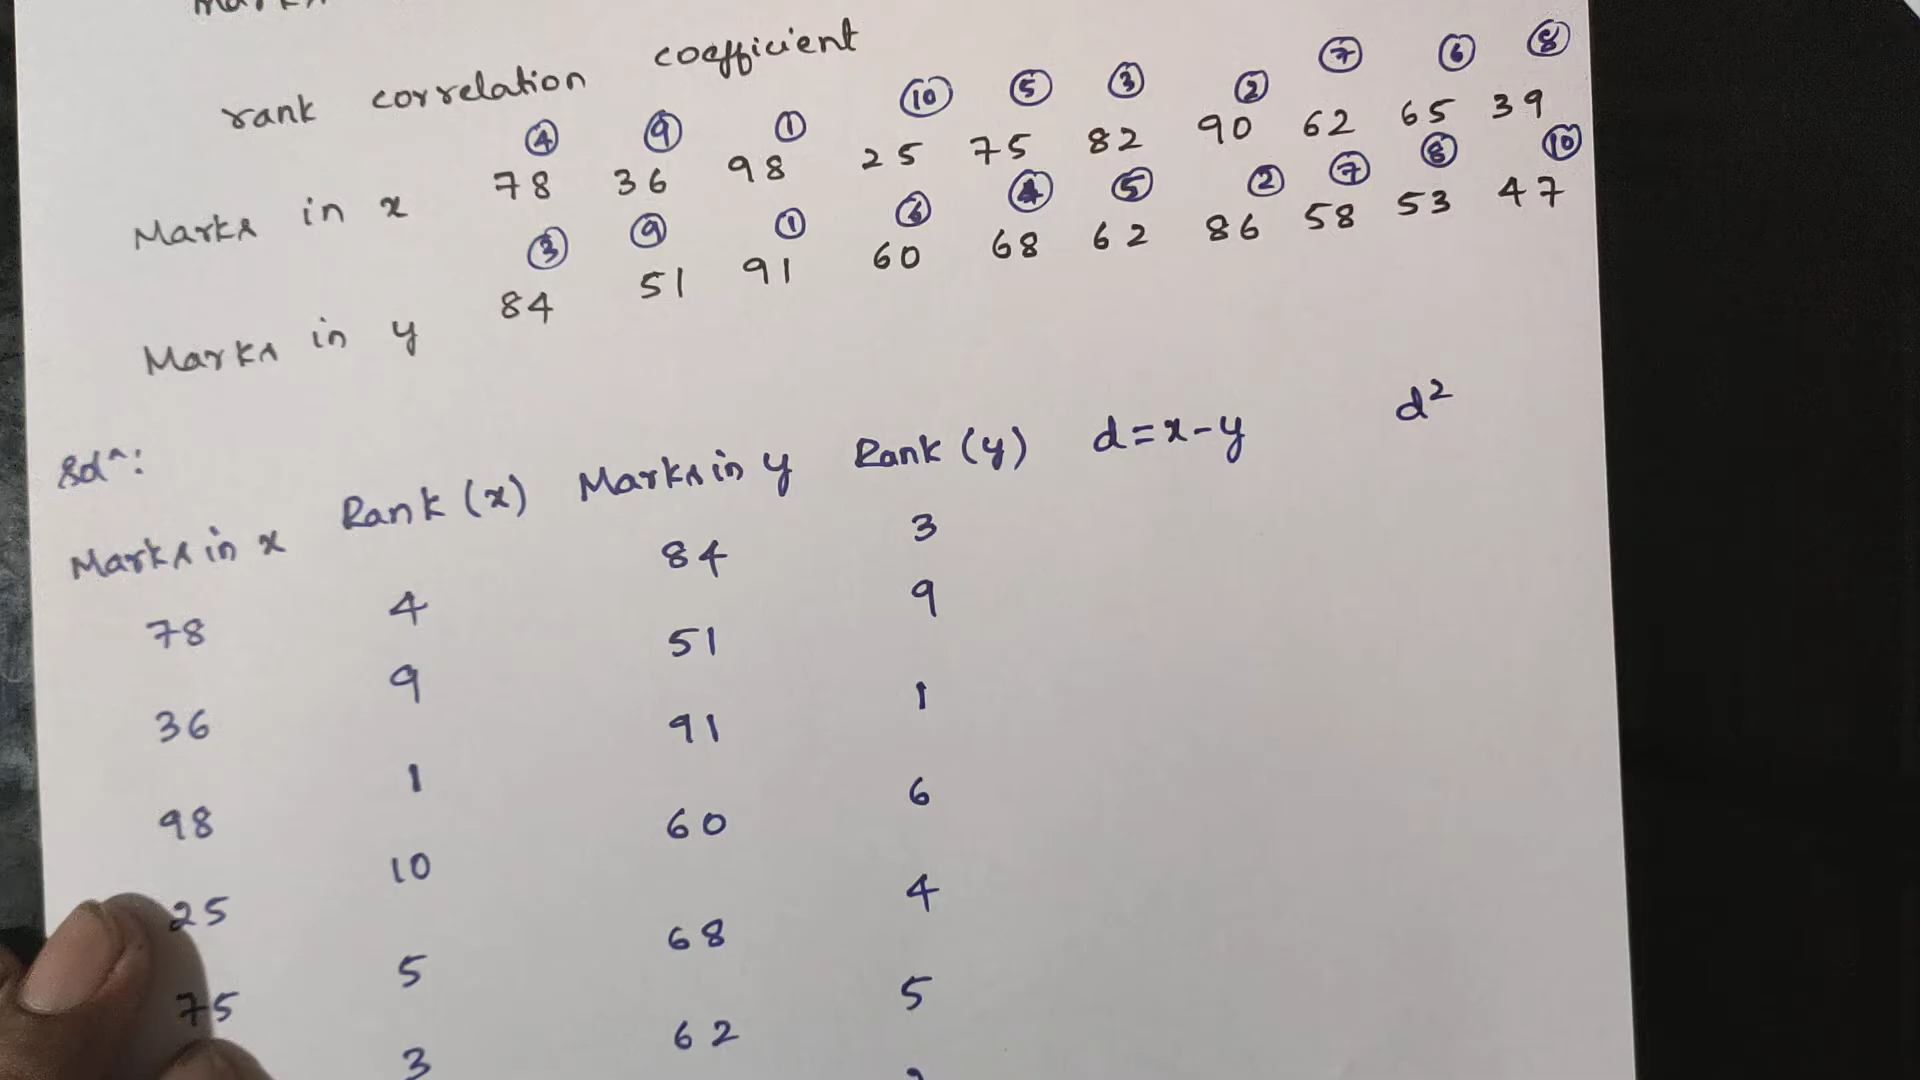 rank correlation coefficient
④ ⑨ ① ⑩ ⑤ ③ ② ⑦ ⑥ ⑧
Marks in x 78 36 98 25 75 82 90 62 65 39
③ ⑨ ① ⑥ ④ ⑤ ② ⑦ ⑧ ⑩
Marks in y 84 51 91 60 68 62 86 58 53 47
Sol^:
Marks in x Rank (x) Marks in y Rank (y) d=x-y d²
78 4 84 3
36 9 51 9
98 1 91 1
25 10 60 6
75 5 68 4
3 62 5